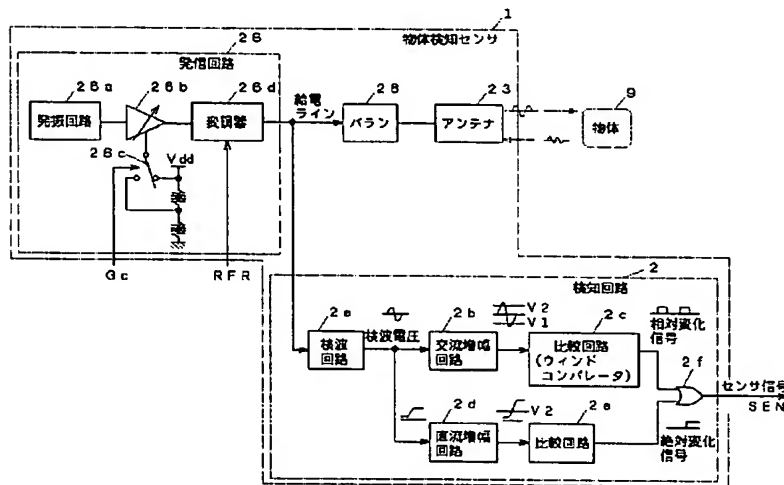 1
物体検知センサ
26
発信回路
26a
26b
26d
発振回路
変調器
26c
Vdd
Gc
RFR
給電
ライン
28
バラン
23
アンテナ
9
物体
2
検知回路
2a
検波
回路
検波電圧
2b
交流増幅
回路
V2
V1
2c
比較回路
(ウィンド
コンパレータ)
相対変化
信号
2f
センサ信号
SEN
2d
直流増幅
回路
V2
2e
比較回路
絶対変化
信号